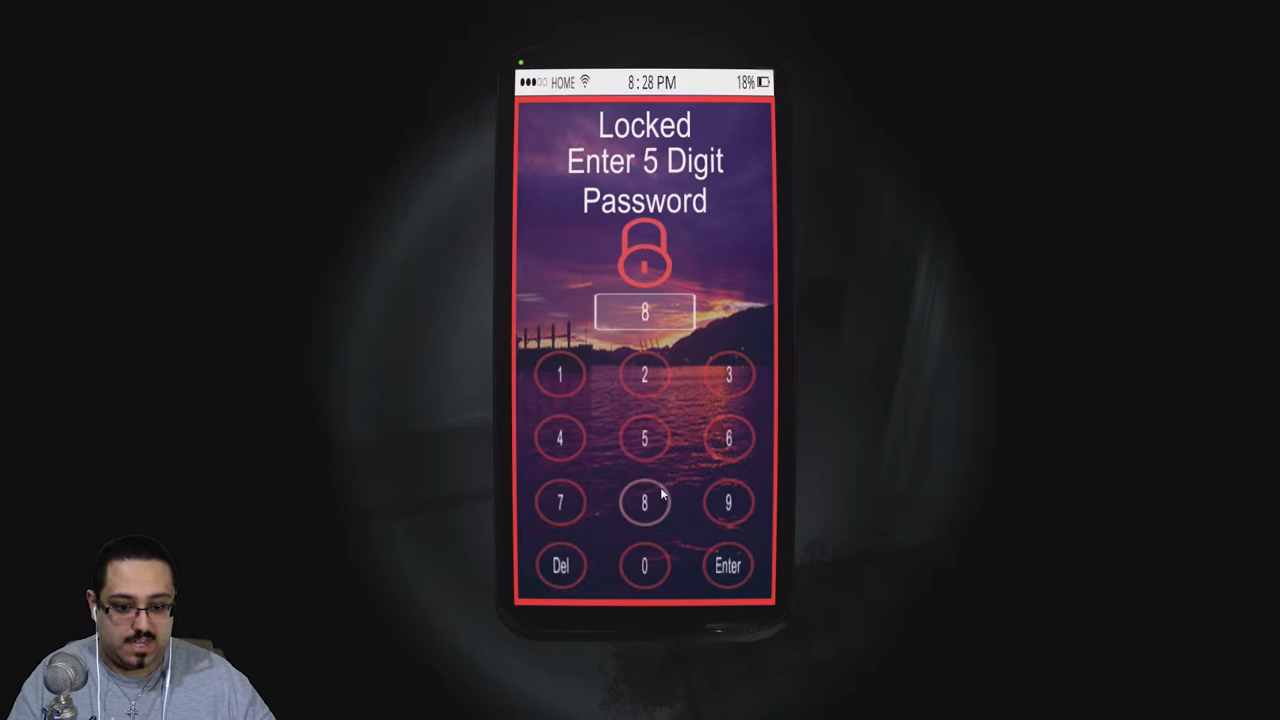 HOME 8:28 PM 18%
Locked
Enter 5 Digit
Password
8
1 2 3
4 5 6
7 8 9
Del 0 Enter